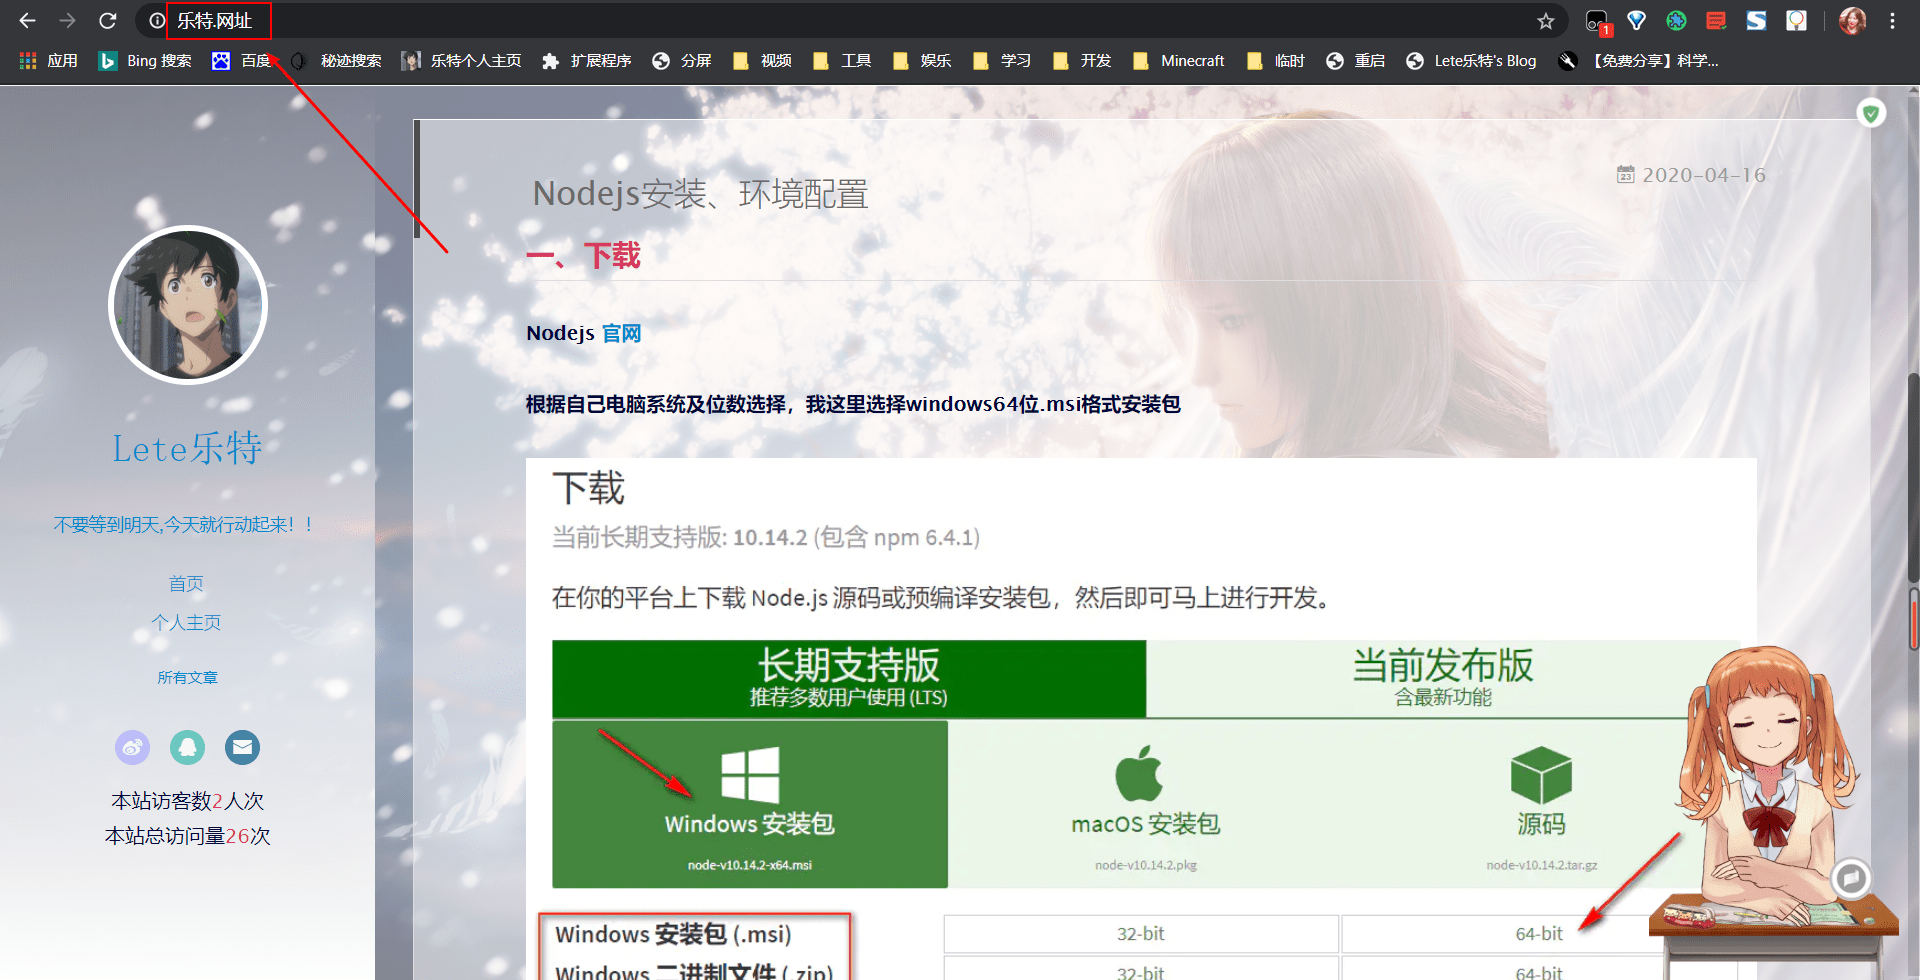 乐特.网址
1
应用 Bing 搜索 百度 秘迹搜索 乐特个人主页 扩展程序 分屏 视频 工具 娱乐 学习 开发 Minecraft 临时 重启 Lete乐特's Blog 【免费分享】科学...
Lete乐特
不要等到明天,今天就行动起来！！
首页
个人主页
所有文章
本站访客数2人次
本站总访问量26次
Nodejs安装、环境配置
23 2020-04-16
一、下载
Nodejs 官网
根据自己电脑系统及位数选择，我这里选择windows64位.msi格式安装包
下载
当前长期支持版: 10.14.2 (包含 npm 6.4.1)
在你的平台上下载 Node.js 源码或预编译安装包，然后即可马上进行开发。
长期支持版
推荐多数用户使用 (LTS)
当前发布版
含最新功能
Windows 安装包
node-v10.14.2-x64.msi
macOS 安装包
node-v10.14.2.pkg
源码
node-v10.14.2.tar.gz
Windows 安装包 (.msi) 32-bit 64-bit
Windows 二进制文件 (.zip) 32-bit 64-bit